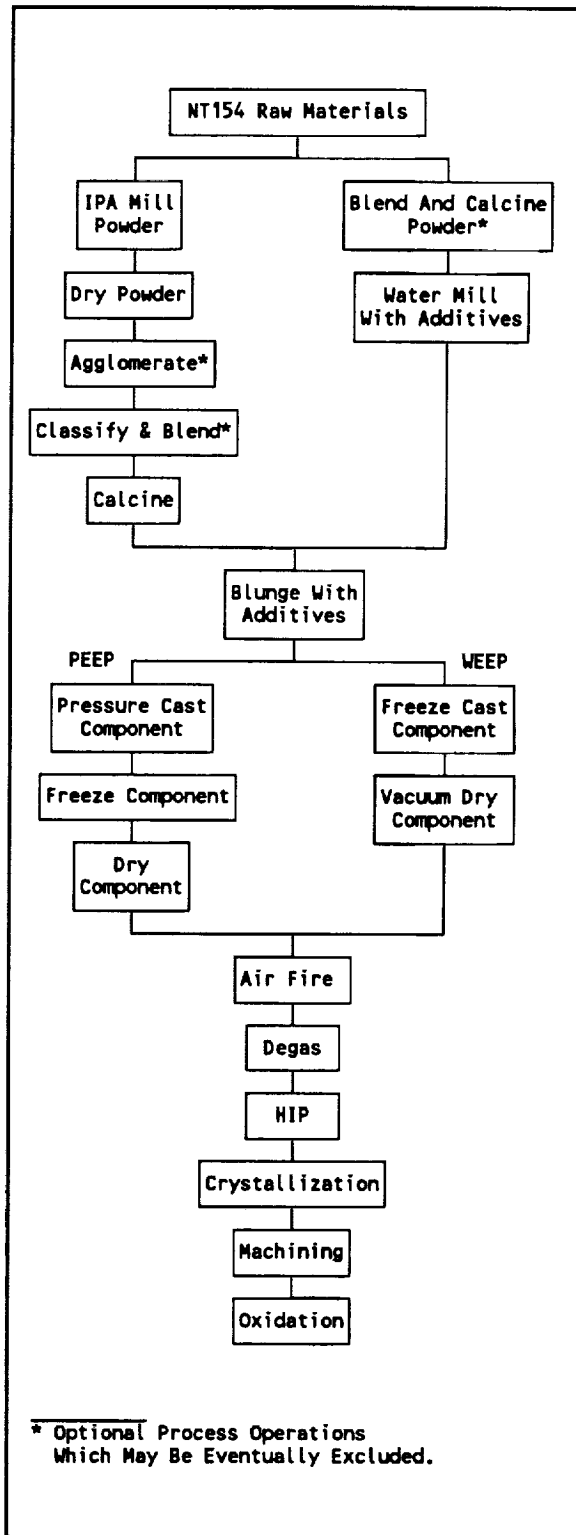 NT154 Raw Materials
IPA Mill
Powder
Blend And Calcine
Powder*
Dry Powder
Water Mill
With Additives
Agglomerate*
Classify & Blend*
Calcine
Blunge With
Additives
PEEP
WEEP
Pressure Cast
Component
Freeze Cast
Component
Freeze Component
Vacuum Dry
Component
Dry
Component
Air Fire
Degas
HIP
Crystallization
Machining
Oxidation
* Optional Process Operations
Which May Be Eventually Excluded.